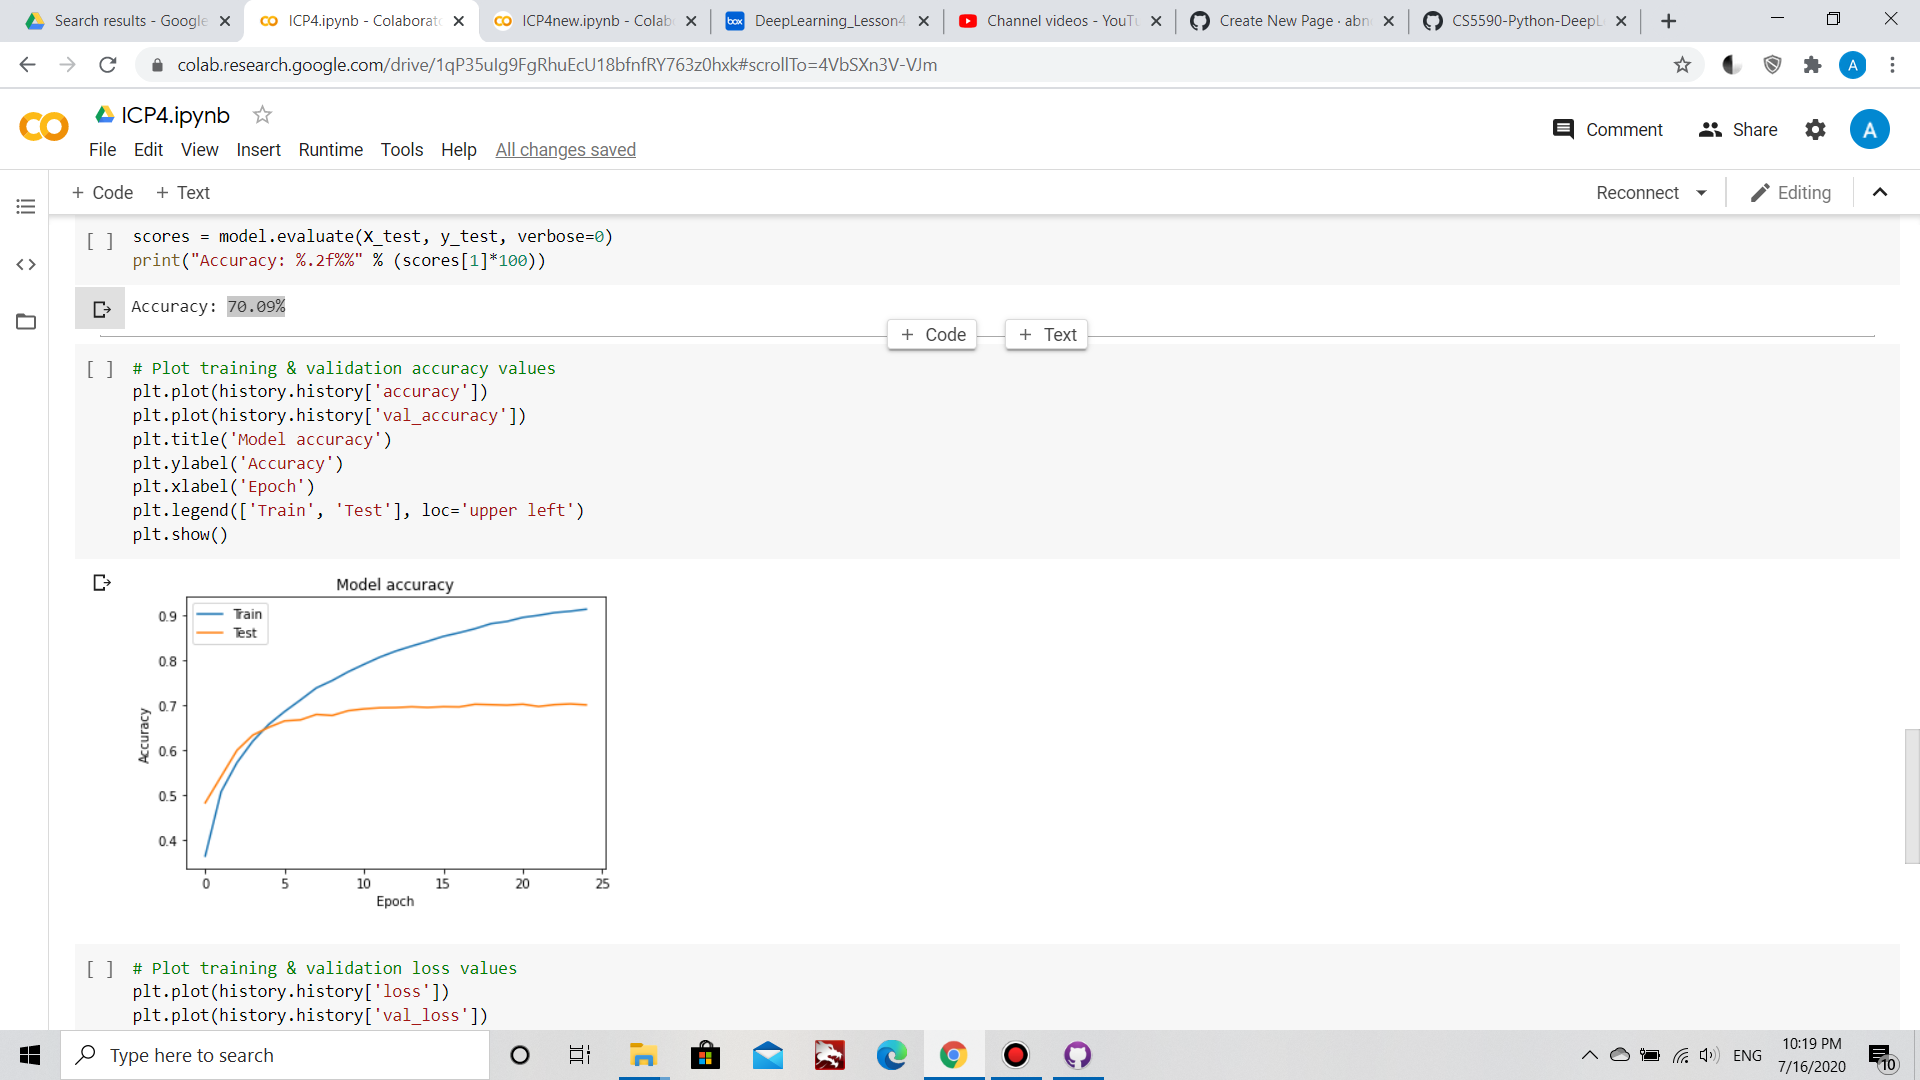 Search results - Google
ICP4.ipynb - Colaborato
ICP4new.ipynb - Colab
box
DeepLearning_Lesson4
Channel videos - YouTu
Create New Page · abn
CS5590-Python-DeepL
colab.research.google.com/drive/1qP35uIg9FgRhuEcU18bfnfRY763z0hxk#scrollTo=4VbSXn3V-VJm
A
ICP4.ipynb
Comment
Share
A
File Edit View Insert Runtime Tools Help All changes saved
+ Code + Text
Reconnect
Editing
[ ] scores = model.evaluate(X_test, y_test, verbose=0)
print("Accuracy: %.2f%%" % (scores[1]*100))
Accuracy: 70.09%
+ Code + Text
[ ] # Plot training & validation accuracy values
plt.plot(history.history['accuracy'])
plt.plot(history.history['val_accuracy'])
plt.title('Model accuracy')
plt.ylabel('Accuracy')
plt.xlabel('Epoch')
plt.legend(['Train', 'Test'], loc='upper left')
plt.show()
Model accuracy
Train
Test
0.9
0.8
0.7
0.6
0.5
0.4
Accuracy
0 5 10 15 20 25
Epoch
[ ] # Plot training & validation loss values
plt.plot(history.history['loss'])
plt.plot(history.history['val_loss'])
Type here to search
ENG
10:19 PM
7/16/2020
10